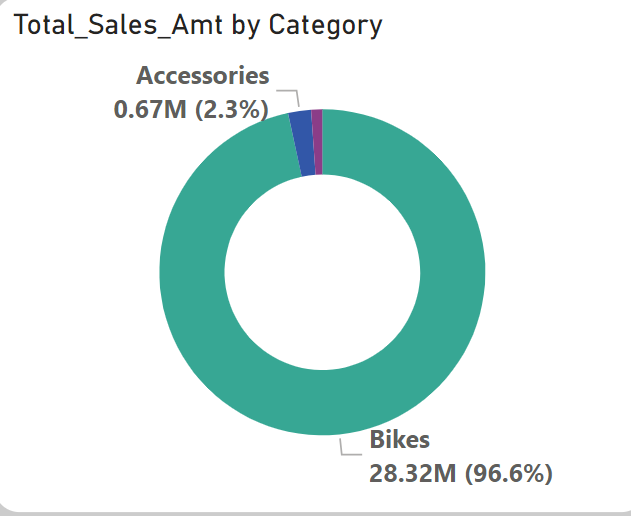 Total_Sales_Amt by Category
Accessories
0.67M (2.3%)
Bikes
28.32M (96.6%)